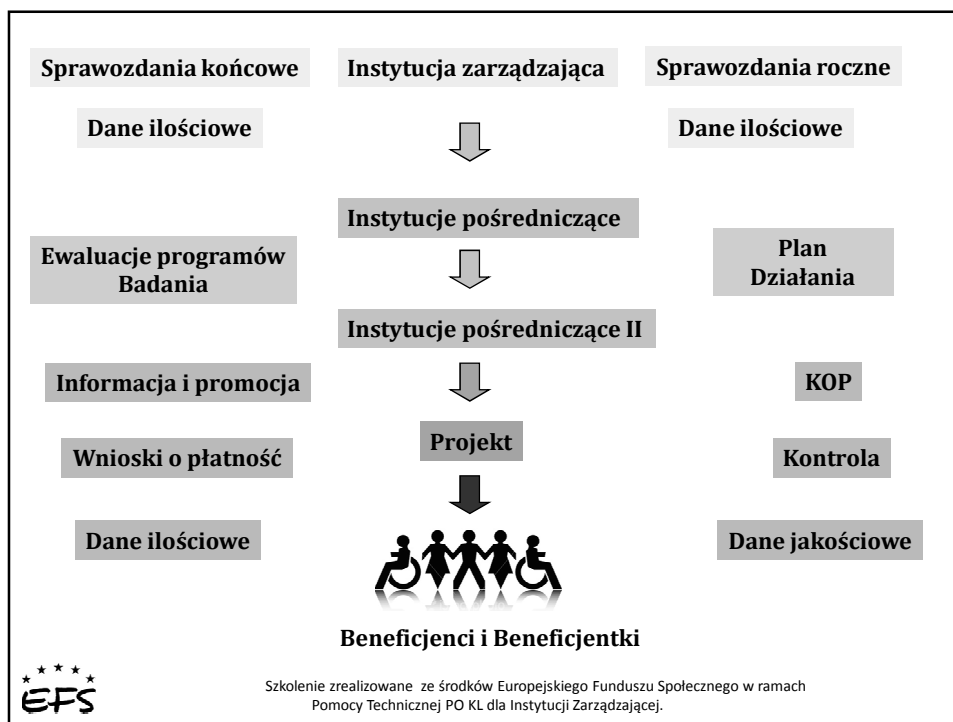 Sprawozdania końcowe
Instytucja zarządzająca
Sprawozdania roczne
Dane ilościowe
Dane ilościowe
Instytucje pośredniczące
Ewaluacje programów
Badania
Plan
Działania
Instytucje pośredniczące II
Informacja i promocja
KOP
Projekt
Wnioski o płatność
Kontrola
Dane ilościowe
Dane jakościowe
Beneficjenci i Beneficjentki
EFS
Szkolenie zrealizowane ze środków Europejskiego Funduszu Społecznego w ramach
Pomocy Technicznej PO KL dla Instytucji Zarządzającej.